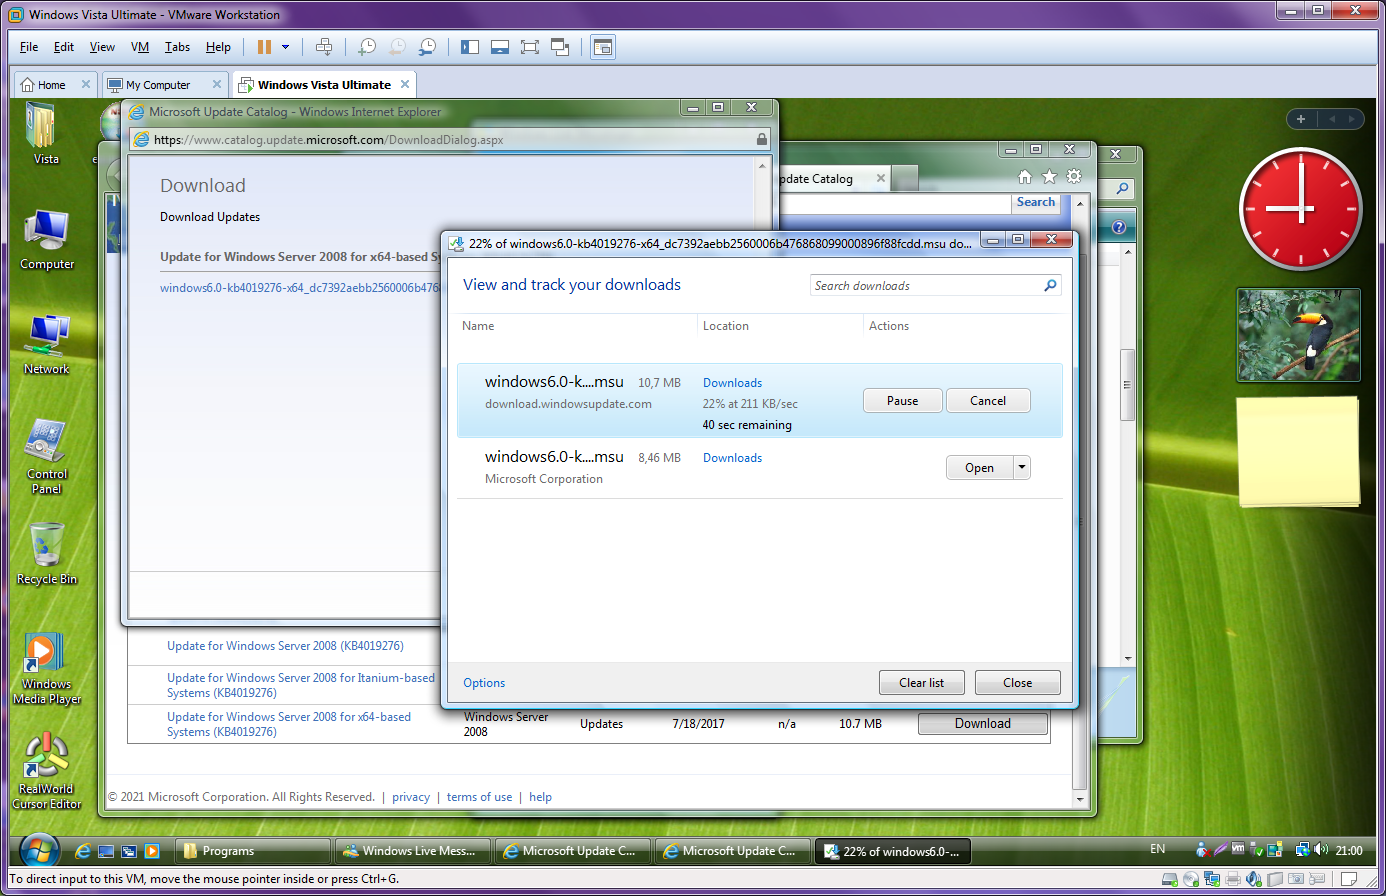 Windows Vista Ultimate - VMware Workstation
File Edit View VM Tabs Help
Home My Computer Windows Vista Ultimate
Vista
Computer
Network
Control
Panel
Recycle Bin
Windows
Media Player
RealWorld
Cursor Editor
Microsoft Update Catalog - Windows Internet Explorer
https://www.catalog.update.microsoft.com/DownloadDialog.aspx
Download
Download Updates
Update for Windows Server 2008 for x64-based Sy
windows6.0-kb4019276-x64_dc7392aebb2560006b4768
pdate Catalog
Search
22% of windows6.0-kb4019276-x64_dc7392aebb2560006b476868099000896f88fcdd.msu do...
View and track your downloads
Search downloads
Name Location Actions
windows6.0-k....msu 10,7 MB Downloads
download.windowsupdate.com 22% at 211 KB/sec
40 sec remaining
Pause Cancel
windows6.0-k....msu 8,46 MB Downloads
Microsoft Corporation
Open
Options Clear list Close
Update for Windows Server 2008 (KB4019276)
Update for Windows Server 2008 for Itanium-based
Systems (KB4019276)
Update for Windows Server 2008 for x64-based
Systems (KB4019276)
Windows Server
2008
Updates 7/18/2017 n/a 10.7 MB Download
© 2021 Microsoft Corporation. All Rights Reserved. | privacy | terms of use | help
Programs Windows Live Mess... Microsoft Update C... Microsoft Update C... 22% of windows6.0-... EN 21:00
To direct input to this VM, move the mouse pointer inside or press Ctrl+G.